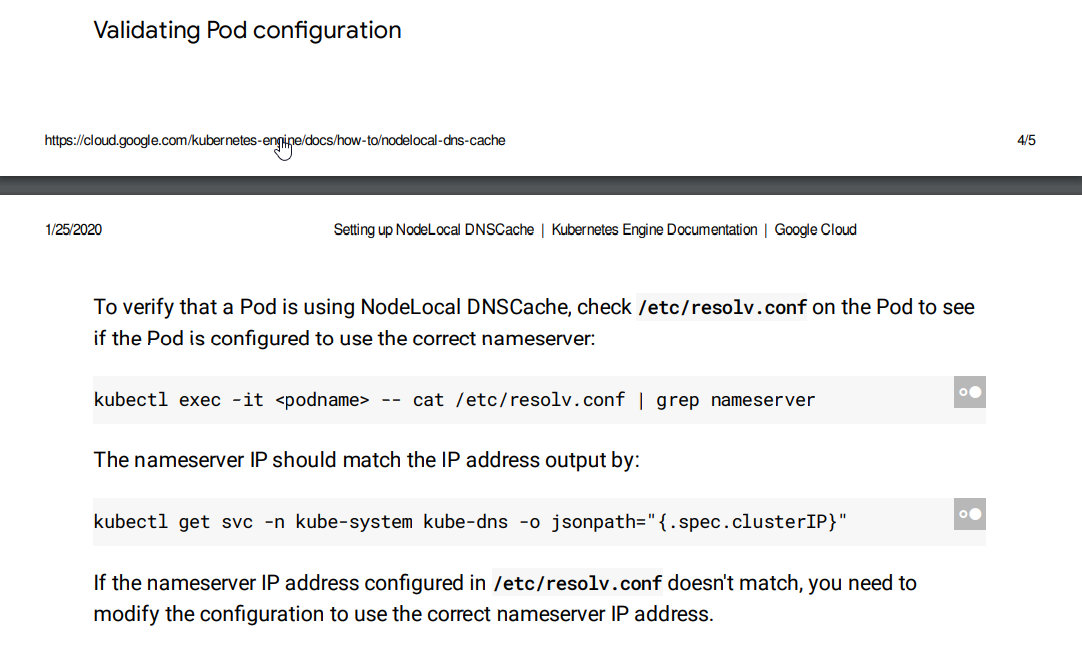 Validating Pod configuration
https://cloud.google.com/kubernetes-engine/docs/how-to/nodelocal-dns-cache 4/5
1/25/2020 Setting up NodeLocal DNSCache | Kubernetes Engine Documentation | Google Cloud
To verify that a Pod is using NodeLocal DNSCache, check /etc/resolv.conf on the Pod to see
if the Pod is configured to use the correct nameserver:
kubectl exec -it <podname> -- cat /etc/resolv.conf | grep nameserver
The nameserver IP should match the IP address output by:
kubectl get svc -n kube-system kube-dns -o jsonpath="{.spec.clusterIP}"
If the nameserver IP address configured in /etc/resolv.conf doesn't match, you need to
modify the configuration to use the correct nameserver IP address.